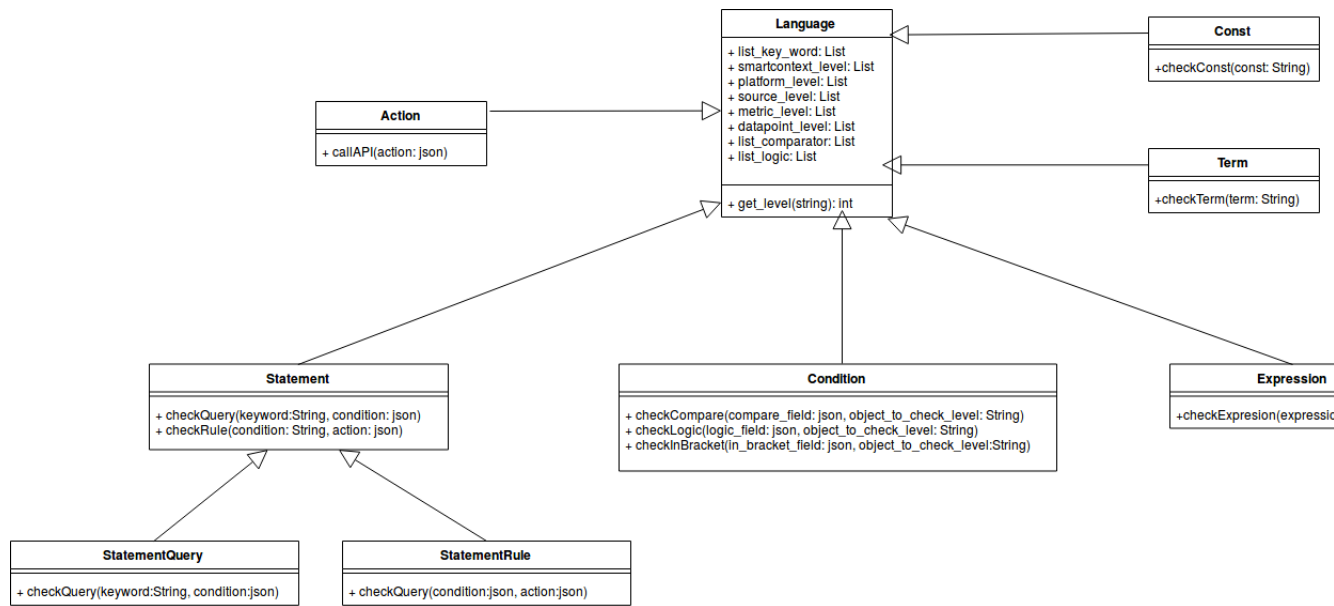 Language
+ list_key_word: List
+ smartcontext_level: List
+ platform_level: List
+ source_level: List
+ metric_level: List
+ datapoint_level: List
+ list_comparator: List
+ list_logic: List
+ get_level(string): int
Const
+checkConst(const: String)
Action
+ callAPI(action: json)
Term
+checkTerm(term: String)
Statement
+ checkQuery(keyword:String, condition: json)
+ checkRule(condition: String, action: json)
Condition
+ checkCompare(compare_field: json, object_to_check_level: String)
+ checkLogic(logic_field: json, object_to_check_level: String)
+ checkInBracket(in_bracket_field: json, object_to_check_level:String)
Expression
+checkExpresion(expressio
StatementQuery
+ checkQuery(keyword:String, condition:json)
StatementRule
+ checkQuery(condition:json, action:json)